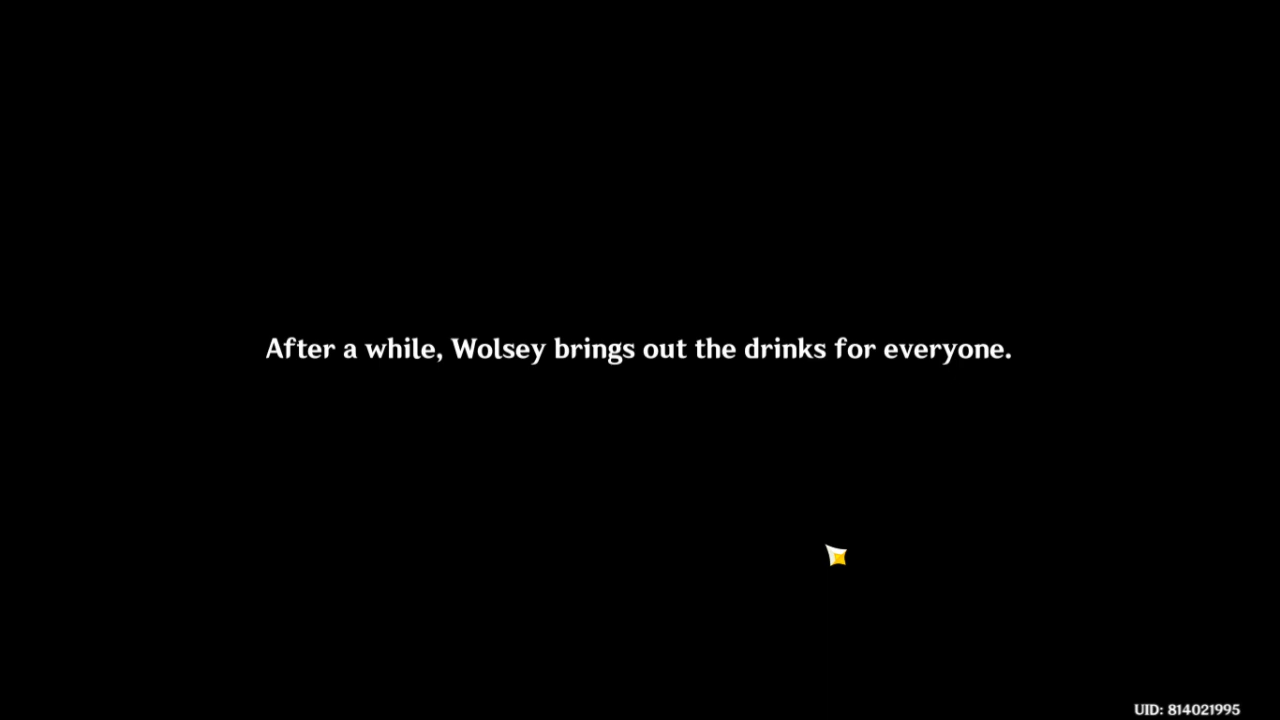 After a while, Wolsey brings out the drinks for everyone.
UID: 814021995